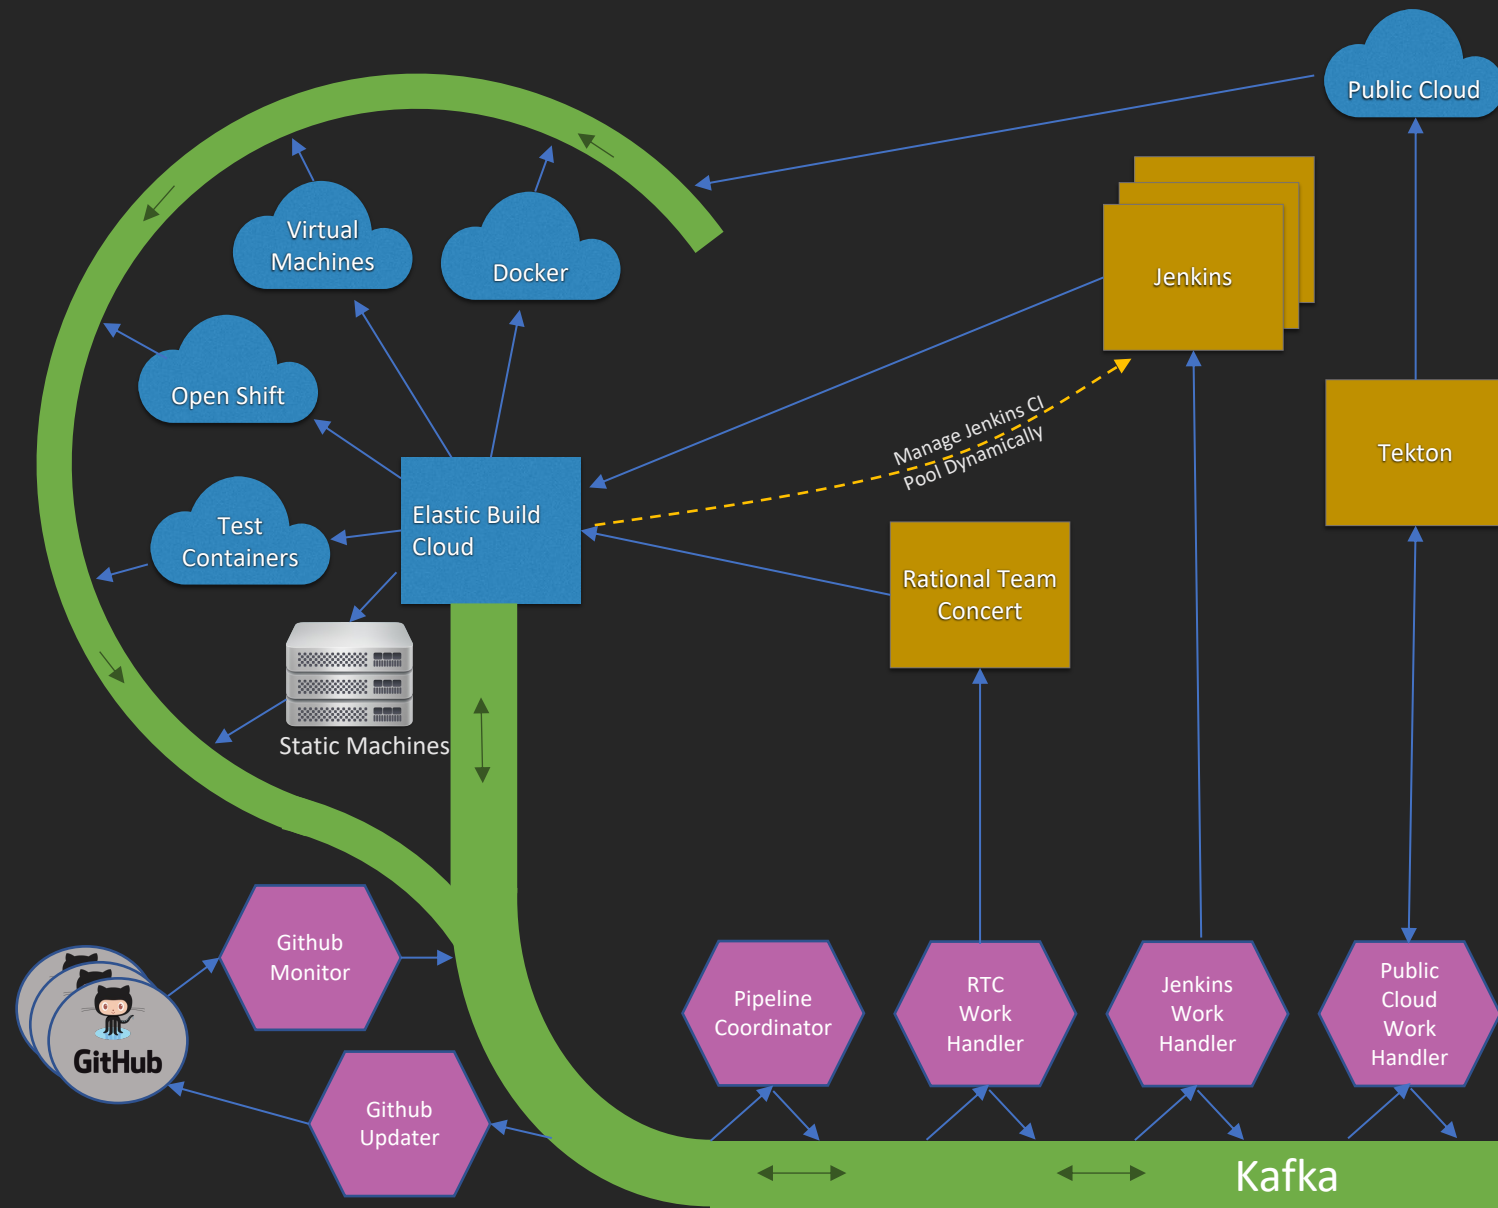 Public Cloud
Virtual
Machines
Docker
Jenkins
Open Shift
Manage Jenkins CI
Pool Dynamically
Tekton
Elastic Build
Cloud
Test
Containers
Rational Team
Concert
Static Machines
Github
Monitor
Pipeline
Coordinator
RTC
Work
Handler
Jenkins
Work
Handler
Public
Cloud
Work
Handler
GitHub
Github
Updater
Kafka